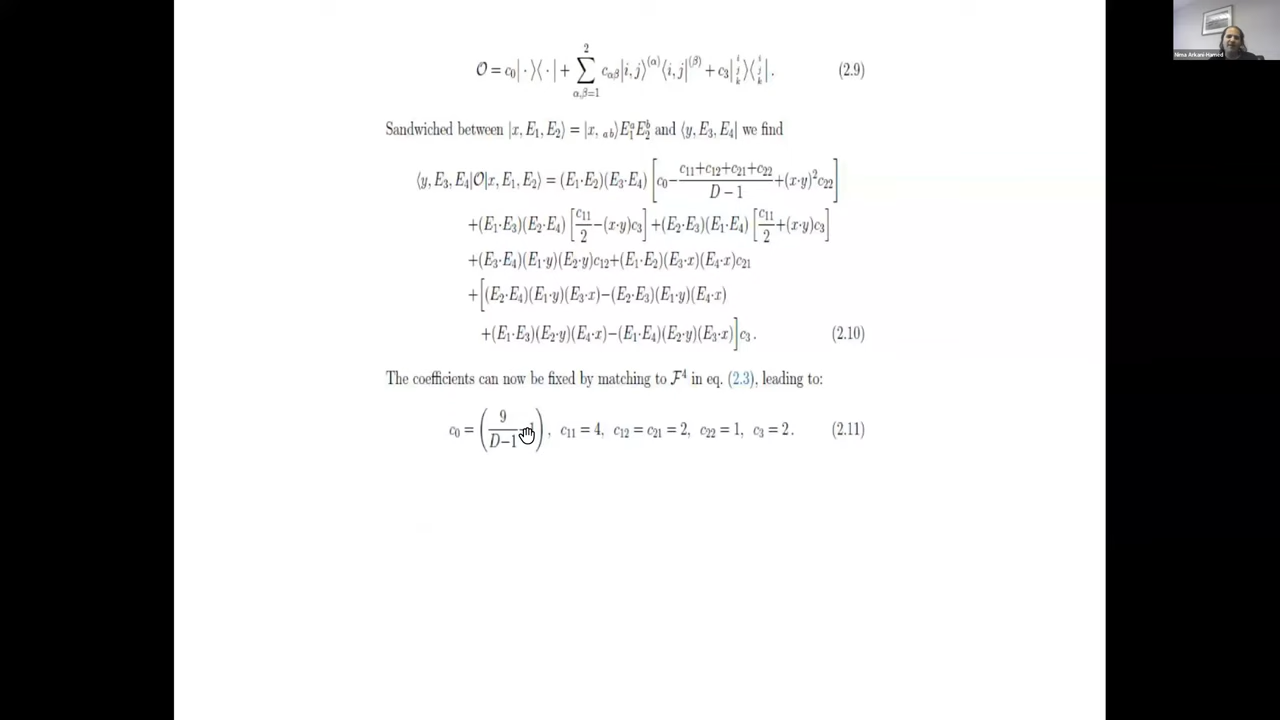 Nima Arkani Hamed
𝒪 = c₀| · ⟩⟨ · | + ∑_{α,β=1}^{2} c_{αβ}|i, j⟩^{(α)}⟨i, j|^{(β)} + c₃|^i_j_k⟩⟨^i_j_k| . (2.9)
Sandwiched between |x, E₁, E₂⟩ = |x, _{ab}⟩E₁^a E₂^b and ⟨y, E₃, E₄| we find
⟨y, E₃, E₄|𝒪|x, E₁, E₂⟩ = (E₁·E₂)(E₃·E₄) [c₀ − (c₁₁+c₁₂+c₂₁+c₂₂)/(D − 1) + (x·y)²c₂₂]
+(E₁·E₃)(E₂·E₄) [c₁₁/2 − (x·y)c₃] + (E₂·E₃)(E₁·E₄) [c₁₁/2 + (x·y)c₃]
+(E₃·E₄)(E₁·y)(E₂·y)c₁₂+(E₁·E₂)(E₃·x)(E₄·x)c₂₁
+[(E₂·E₄)(E₁·y)(E₃·x)−(E₂·E₃)(E₁·y)(E₄·x)
+(E₁·E₃)(E₂·y)(E₄·x)−(E₁·E₄)(E₂·y)(E₃·x)]c₃ . (2.10)
The coefficients can now be fixed by matching to ℱ⁴ in eq. (2.3), leading to:
c₀ = (9/(D−1) ) , c₁₁ = 4, c₁₂ = c₂₁ = 2, c₂₂ = 1, c₃ = 2 . (2.11)